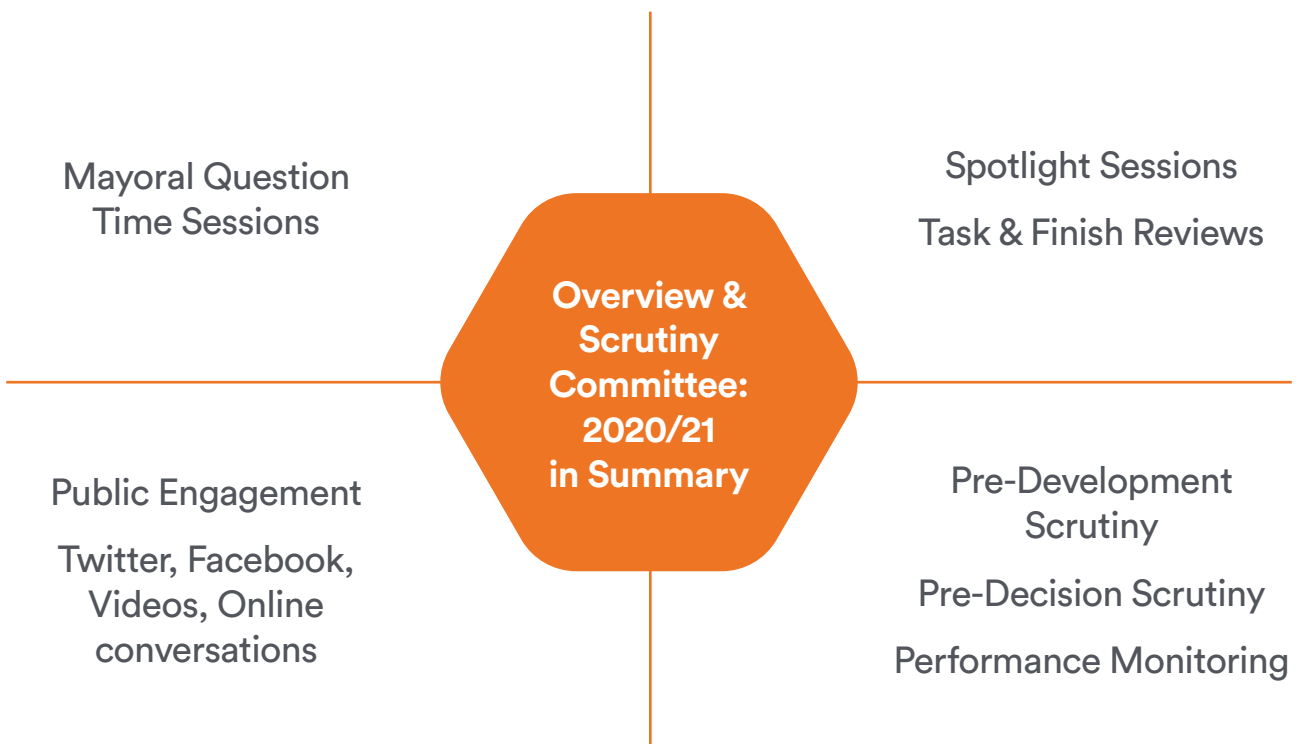 Mayoral Question
Time Sessions
Spotlight Sessions
Task & Finish Reviews
Overview &
Scrutiny
Committee:
2020/21
in Summary
Public Engagement
Twitter, Facebook,
Videos, Online
conversations
Pre-Development
Scrutiny
Pre-Decision Scrutiny
Performance Monitoring